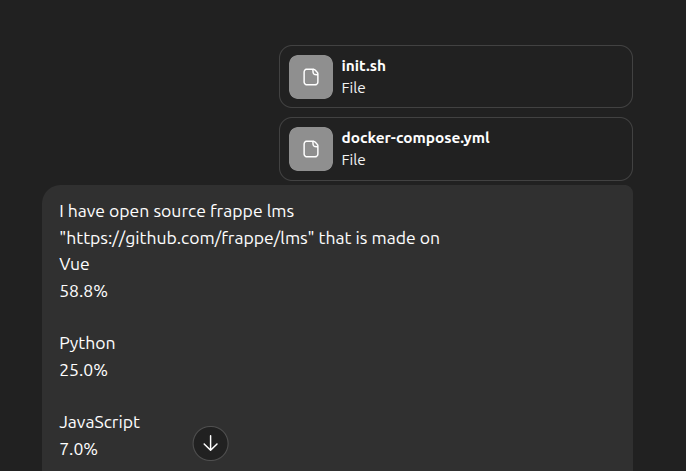 init.sh
File
docker-compose.yml
File
I have open source frappe lms
"https://github.com/frappe/lms" that is made on
Vue
58.8%
Python
25.0%
JavaScript
7.0%